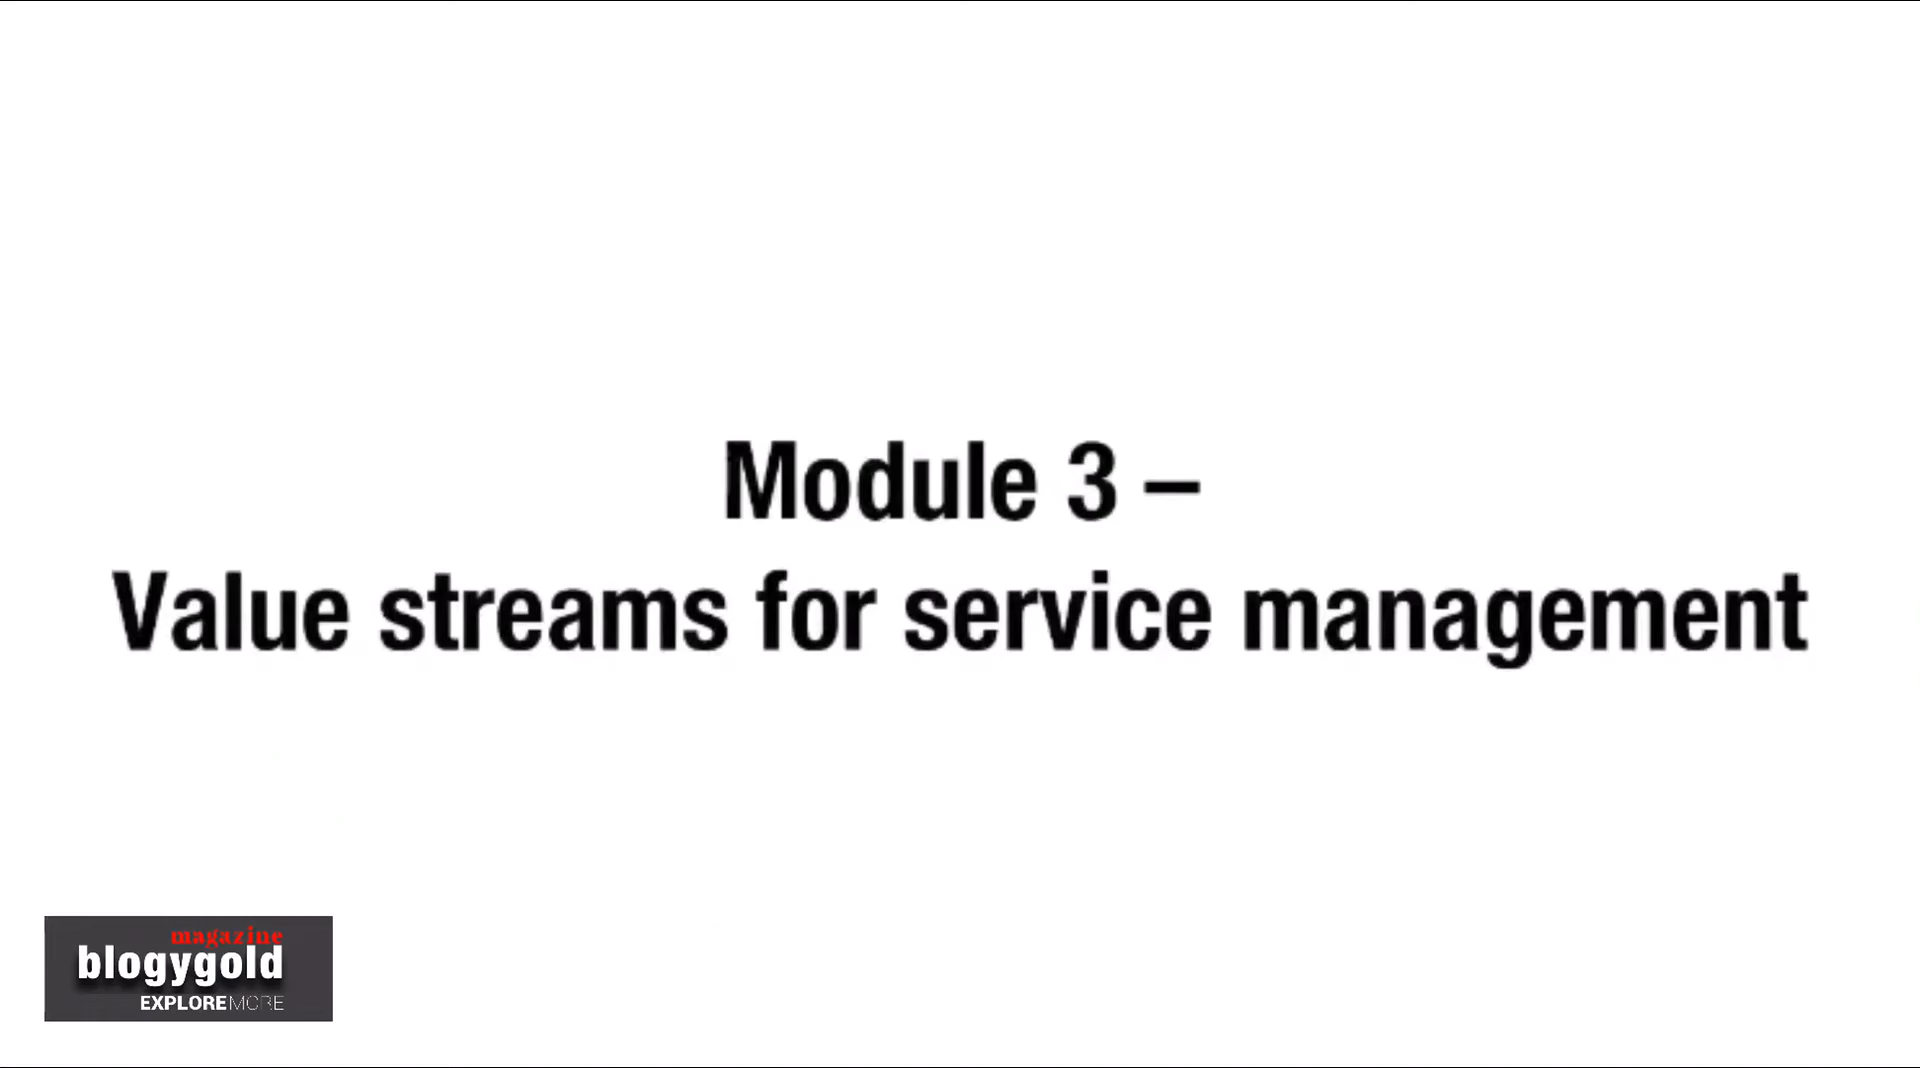 Module 3 –
Value streams for service management
magazine
blogygold
EXPLOREMORE